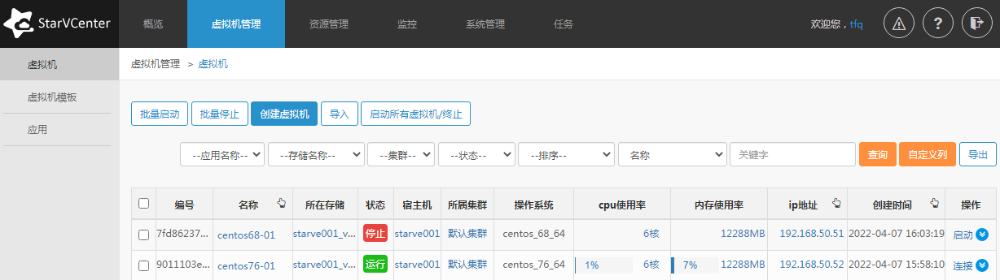 StarVCenter 概览 虚拟机管理 资源管理 监控 系统管理 任务 欢迎您，tfq
虚拟机 虚拟机管理 > 虚拟机
虚拟机模板
应用
批量启动 批量停止 创建虚拟机 导入 启动所有虚拟机/终止
--应用名称-- --存储名称-- --集群-- --状态-- --排序-- 名称 关键字 查询 自定义列 导出
编号 名称 所在存储 状态 宿主机 所属集群 操作系统 cpu使用率 内存使用率 ip地址 创建时间 操作
7fd86237... centos68-01 starve001_v... 停止 starve001 默认集群 centos_68_64 6核 12288MB 192.168.50.51 2022-04-07 16:03:19 启动
9011103e... centos76-01 starve001_v... 运行 starve001 默认集群 centos_76_64 1% 6核 7% 12288MB 192.168.50.52 2022-04-07 15:58:10 连接